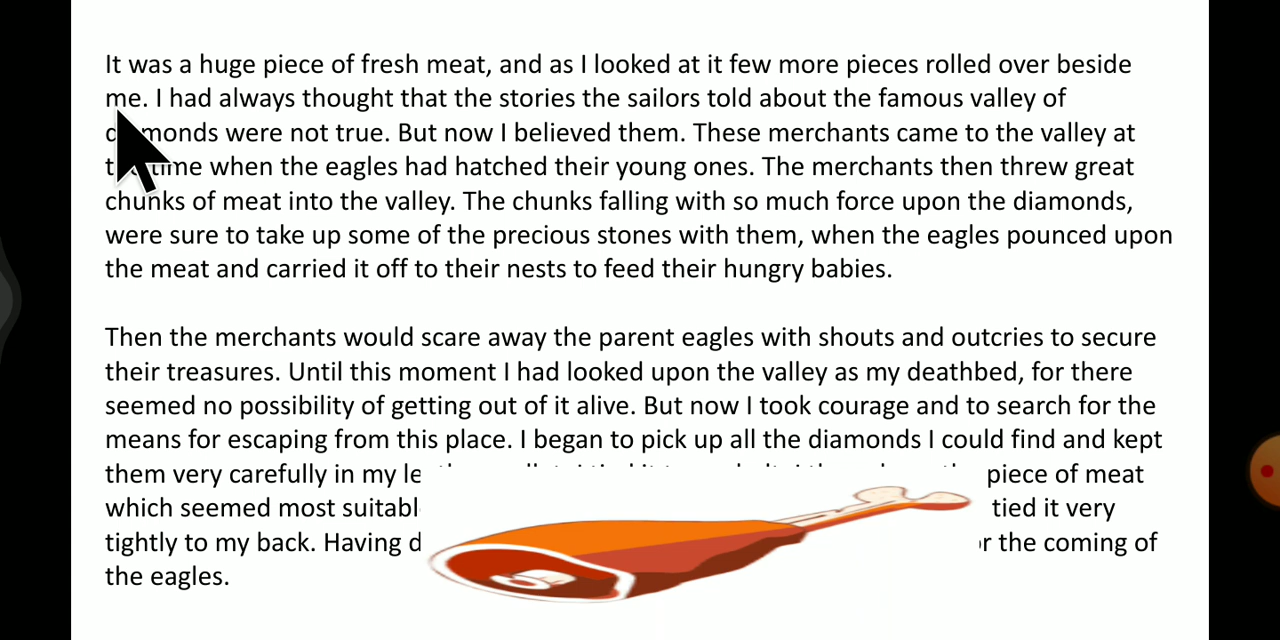 It was a huge piece of fresh meat, and as I looked at it few more pieces rolled over beside
me. I had always thought that the stories the sailors told about the famous valley of
monds were not true. But now I believed them. These merchants came to the valley at
time when the eagles had hatched their young ones. The merchants then threw great
chunks of meat into the valley. The chunks falling with so much force upon the diamonds,
were sure to take up some of the precious stones with them, when the eagles pounced upon
the meat and carried it off to their nests to feed their hungry babies.
Then the merchants would scare away the parent eagles with shouts and outcries to secure
their treasures. Until this moment I had looked upon the valley as my deathbed, for there
seemed no possibility of getting out of it alive. But now I took courage and to search for the
means for escaping from this place. I began to pick up all the diamonds I could find and kept
them very carefully in my piece of meat
which seemed most tied it very
tightly to my back. Having the coming of
the eagles.